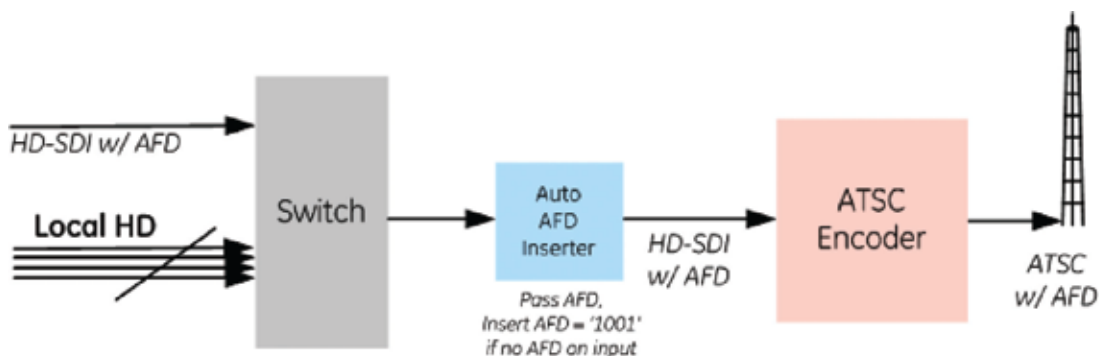 HD-SDI w/ AFD
Local HD
Switch
Auto
AFD
Inserter
Pass AFD,
Insert AFD = '1001'
if no AFD on input
HD-SDI
w/ AFD
ATSC
Encoder
ATSC
w/ AFD